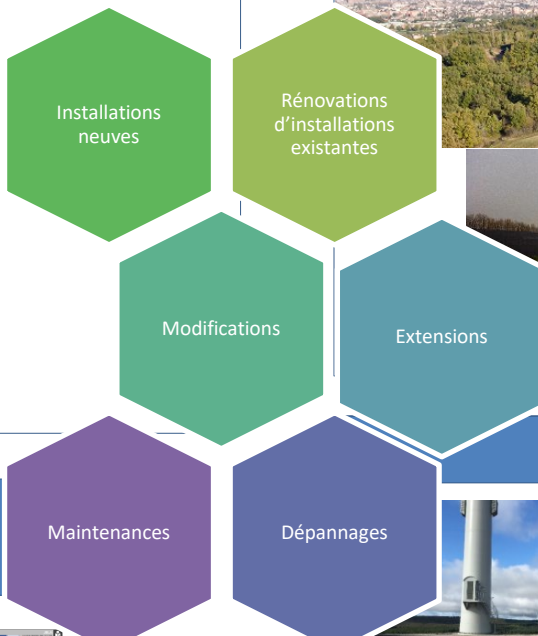 Installations
neuves
Rénovations
d'installations
existantes
Modifications
Extensions
Maintenances
Dépannages